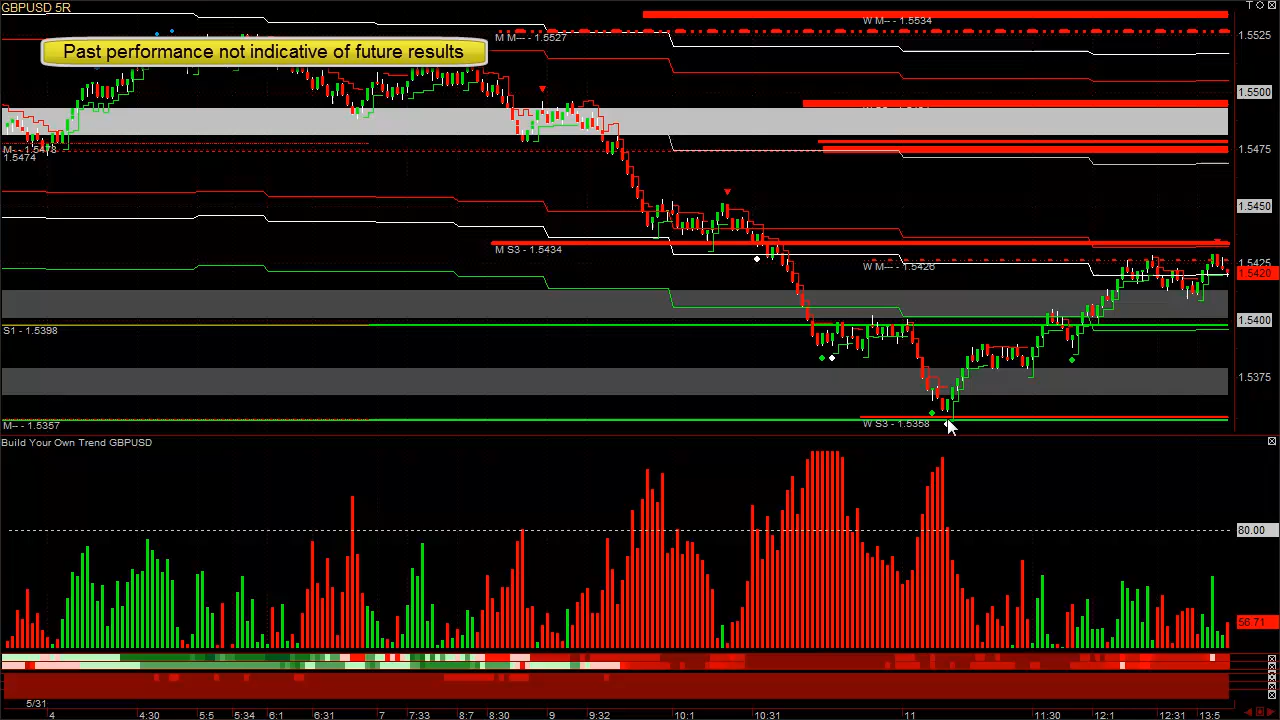 GBPUSD 5R
W M-- - 1.5534
M M-- - 1.5527
1.5525
Past performance not indicative of future results
1.5500
M-- - 1.5478
1.5475
1.5474
1.5450
M S3 - 1.5434
W M--- - 1.5426
1.5425
1.5420
1.5400
S1 - 1.5398
1.5375
M-- - 1.5357
W S3 - 1.5358
Build Your Own Trend GBPUSD
80.00
56.71
5/31
4 4:30 5:5 5:34 6:1 6:31 7 7:33 8:7 8:30 9 9:32 10:1 10:31 11 11:30 12:1 12:31 13:5